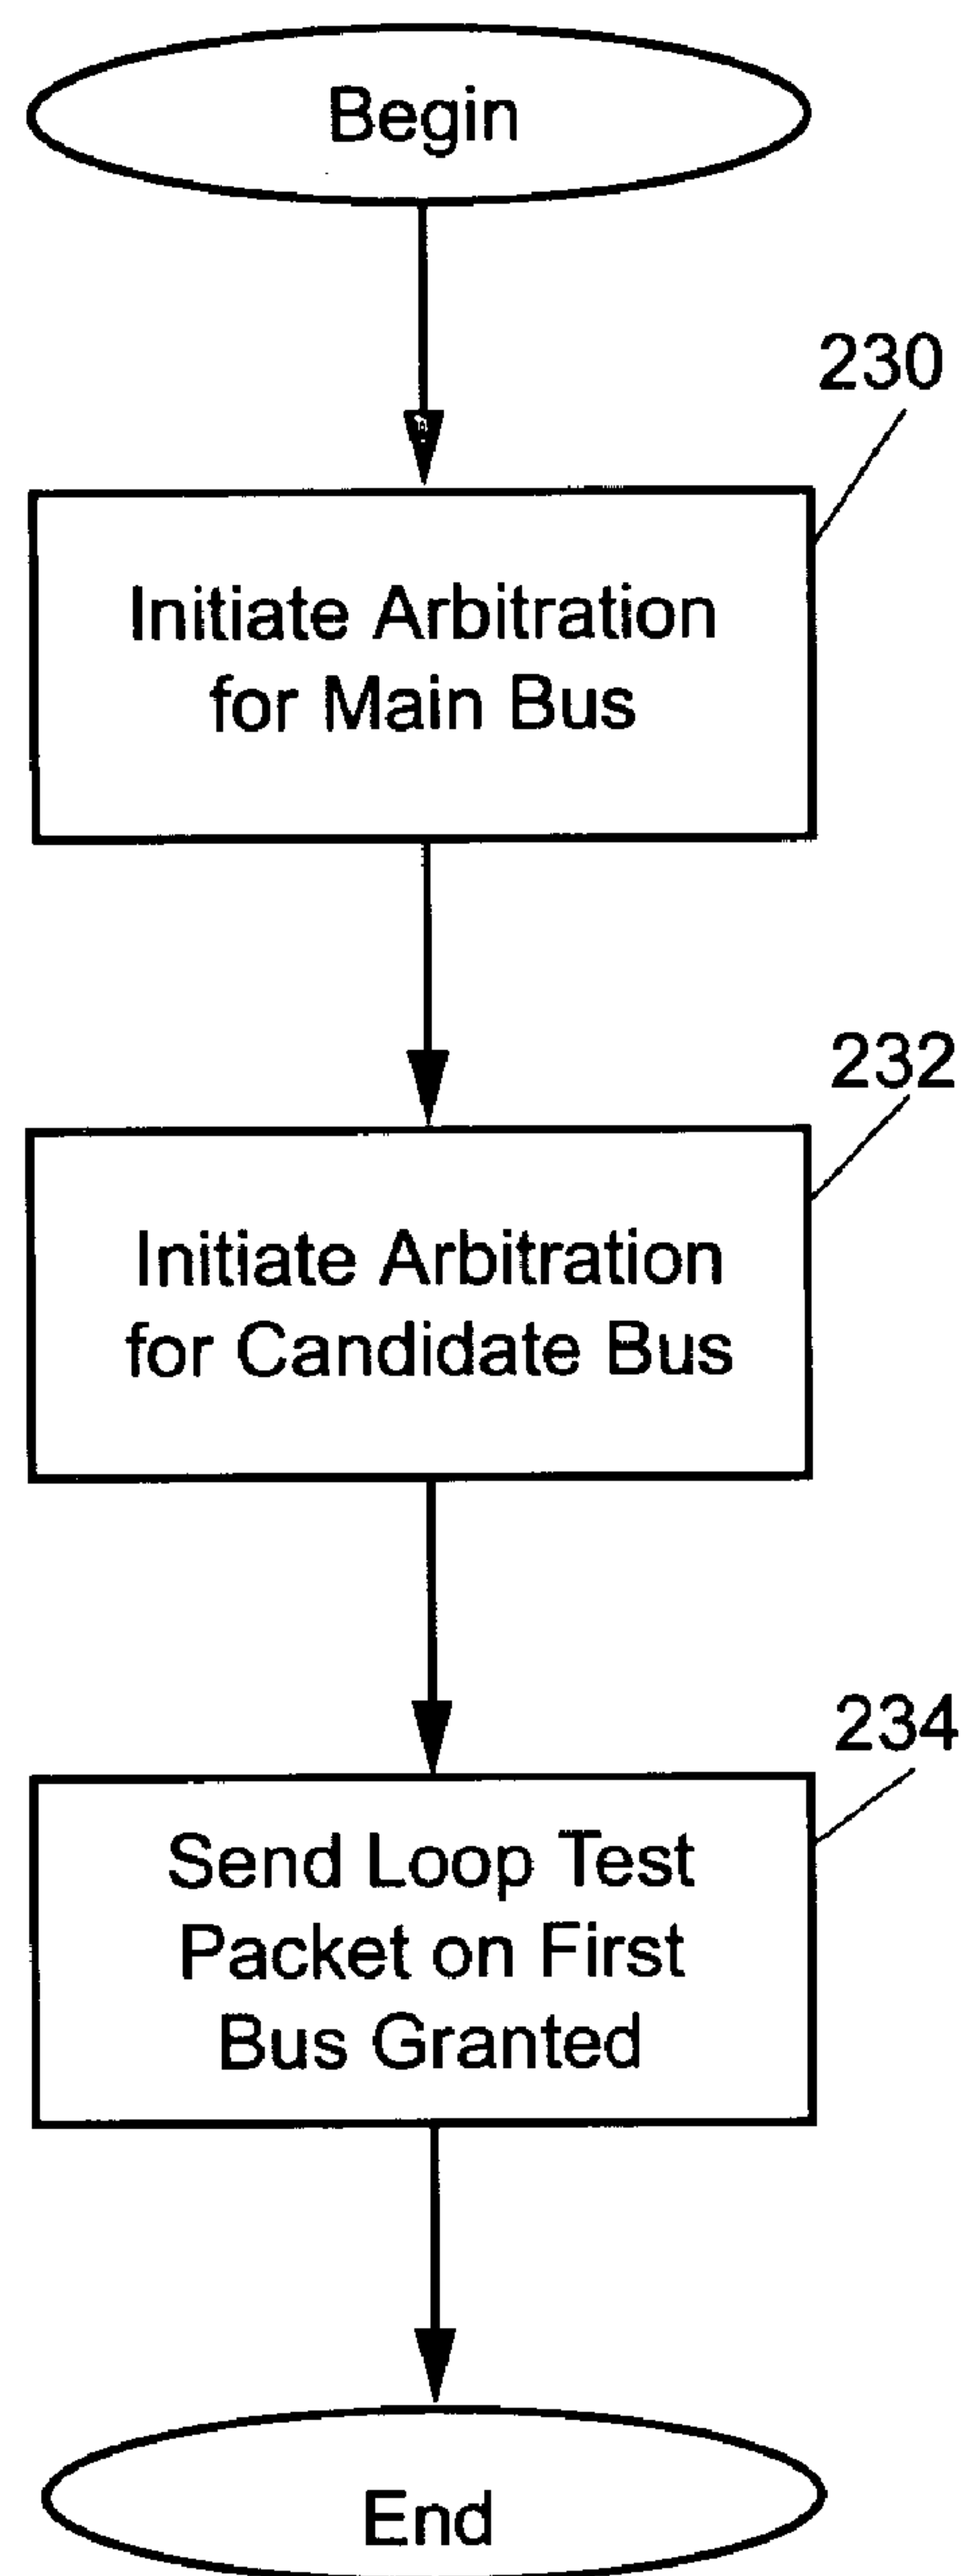 Begin
230
Initiate Arbitration
for Main Bus
232
Initiate Arbitration
for Candidate Bus
234
Send Loop Test
Packet on First
Bus Granted
End